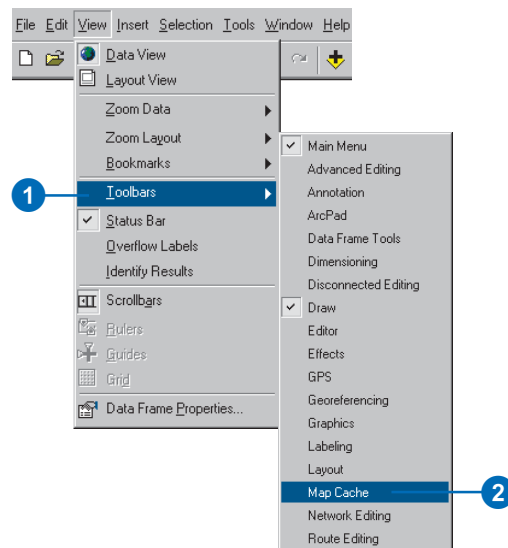 File Edit View Insert Selection Tools Window Help
Data View
Layout View
Zoom Data
Zoom Layout
Bookmarks
1
Toolbars
Status Bar
Overflow Labels
Identify Results
Scrollbars
Rulers
Guides
Grid
Data Frame Properties...
Main Menu
Advanced Editing
Annotation
ArcPad
Data Frame Tools
Dimensioning
Disconnected Editing
Draw
Editor
Effects
GPS
Georeferencing
Graphics
Labeling
Layout
Map Cache
2
Network Editing
Route Editing